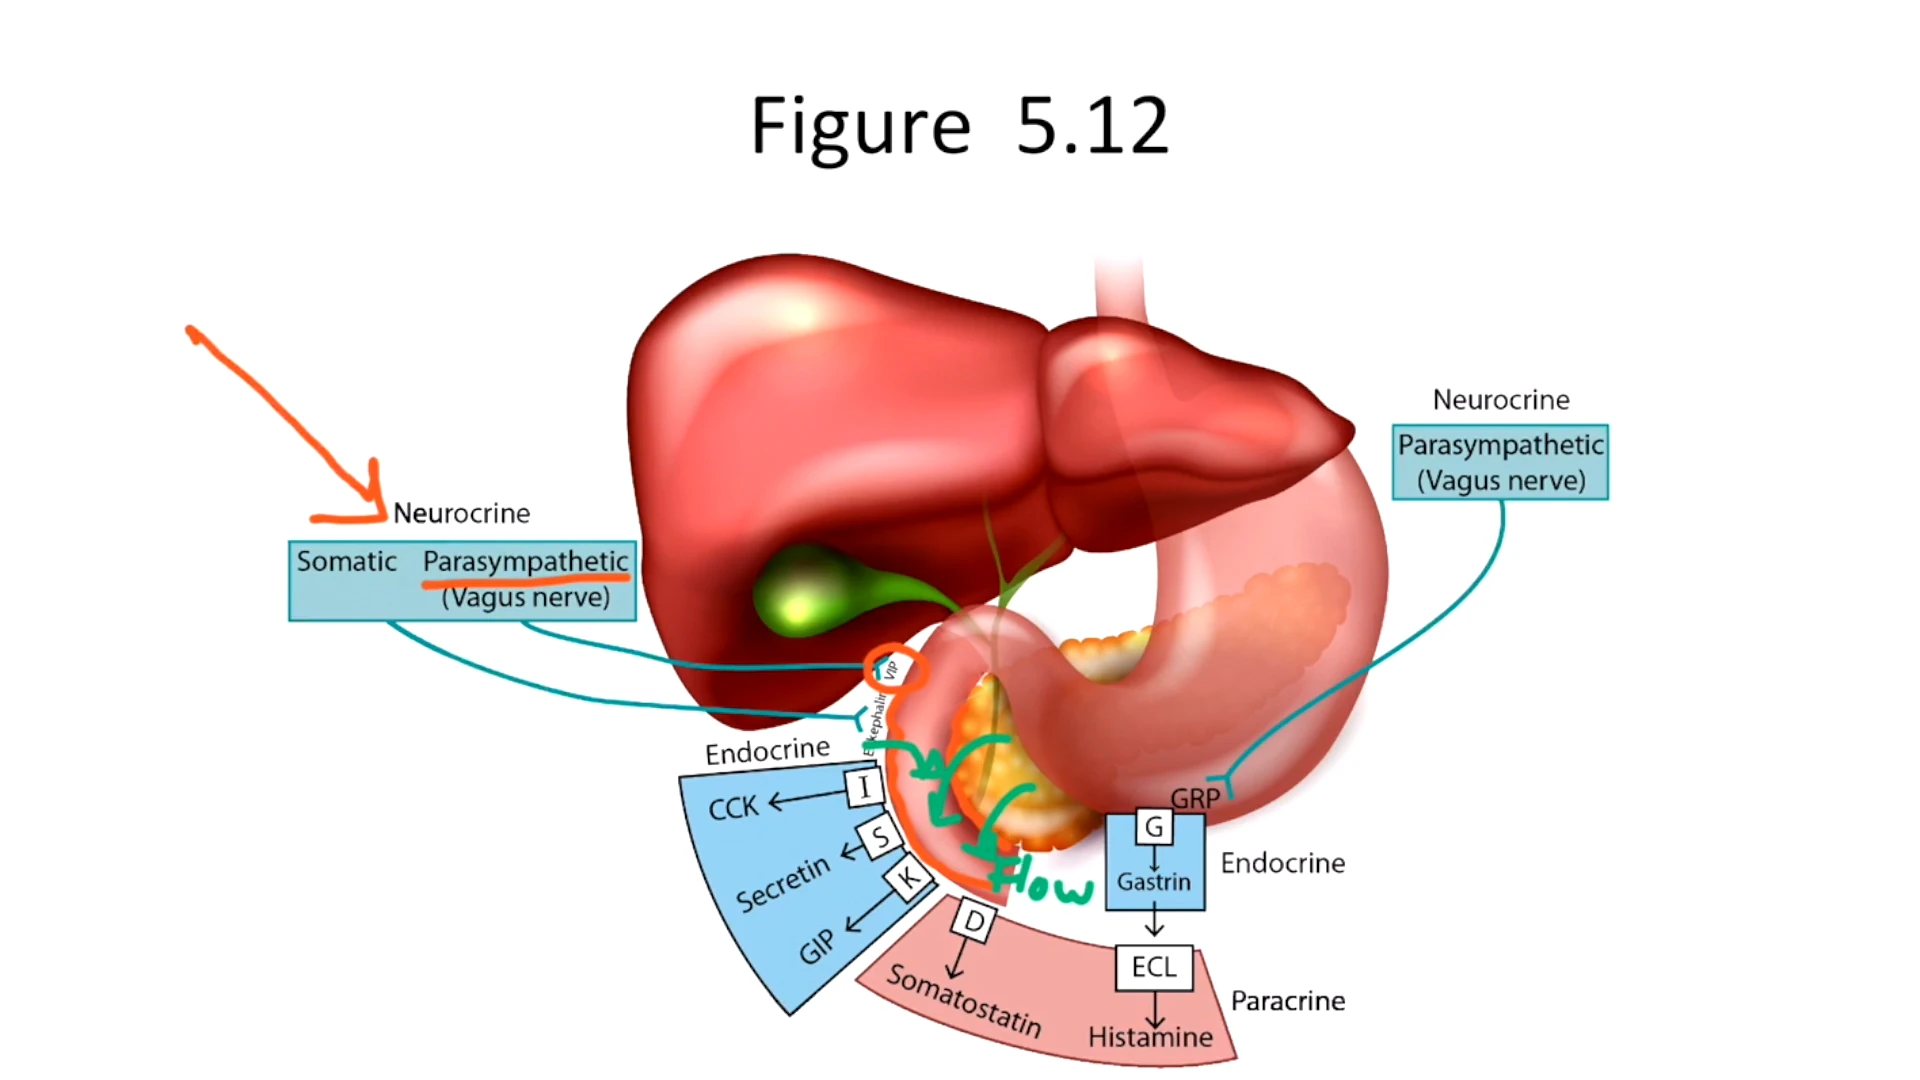 Figure 5.12
Neurocrine
Parasympathetic
(Vagus nerve)
Neurocrine
Somatic Parasympathetic
(Vagus nerve)
VIP
Enkephalin
Endocrine
I
CCK
S
Secretin
K
GIP
Flow
GRP
G
Gastrin
Endocrine
D
Somatostatin
ECL
Histamine
Paracrine